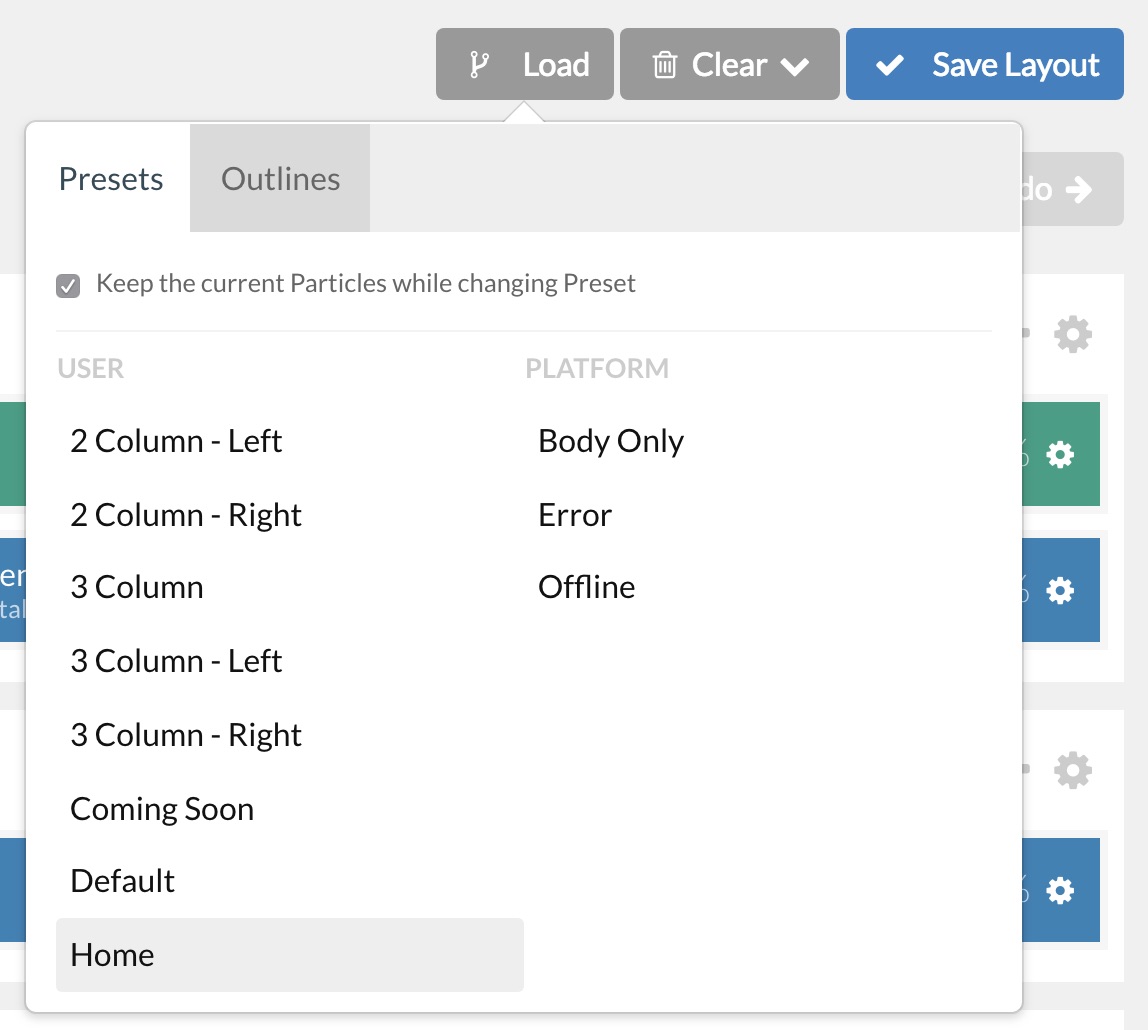 Load
Clear
Save Layout
Presets
Outlines
Keep the current Particles while changing Preset
USER
PLATFORM
2 Column - Left
Body Only
2 Column - Right
Error
3 Column
Offline
3 Column - Left
3 Column - Right
Coming Soon
Default
Home